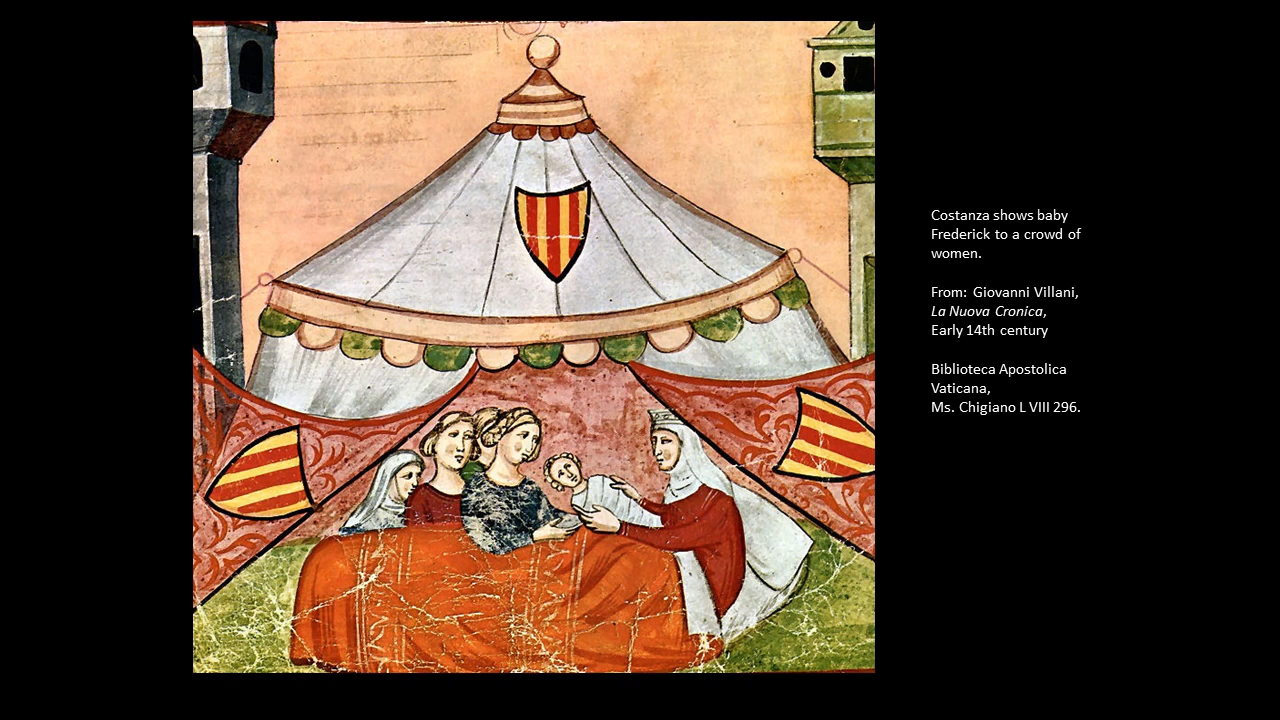 Costanza shows baby
Frederick to a crowd of
women.
From: Giovanni Villani,
La Nuova Cronica,
Early 14th century
Biblioteca Apostolica
Vaticana,
Ms. Chigiano L VIII 296.